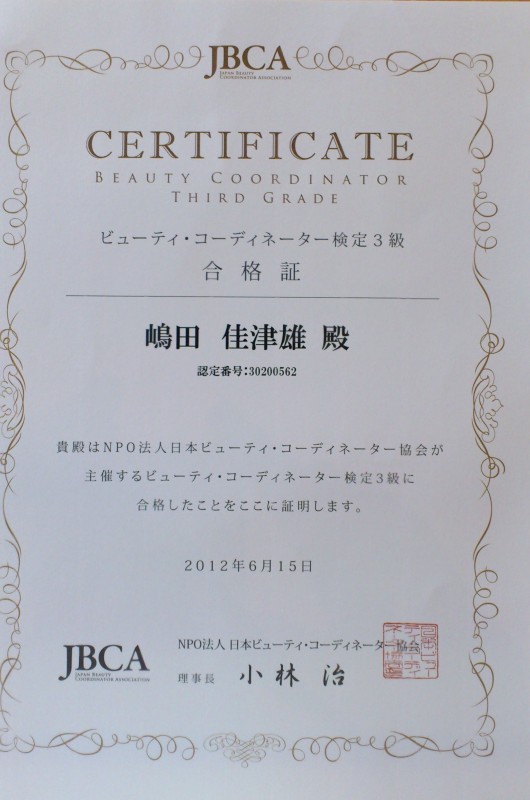 JBCA
JAPAN BEAUTY
COORDINATOR ASSOCIATION
CERTIFICATE
BEAUTY COORDINATOR
THIRD GRADE
ビューティ・コーディネーター検定3級
合格証
嶋田 佳津雄 殿
認定番号:30200562
貴殿はNPO法人日本ビューティ・コーディネーター協会が
主催するビューティ・コーディネーター検定3級に
合格したことをここに証明します。
2012年6月15日
JBCA
JAPAN BEAUTY
COORDINATOR ASSOCIATION
NPO法人 日本ビューティ・コーディネーター協会
理事長 小林 治